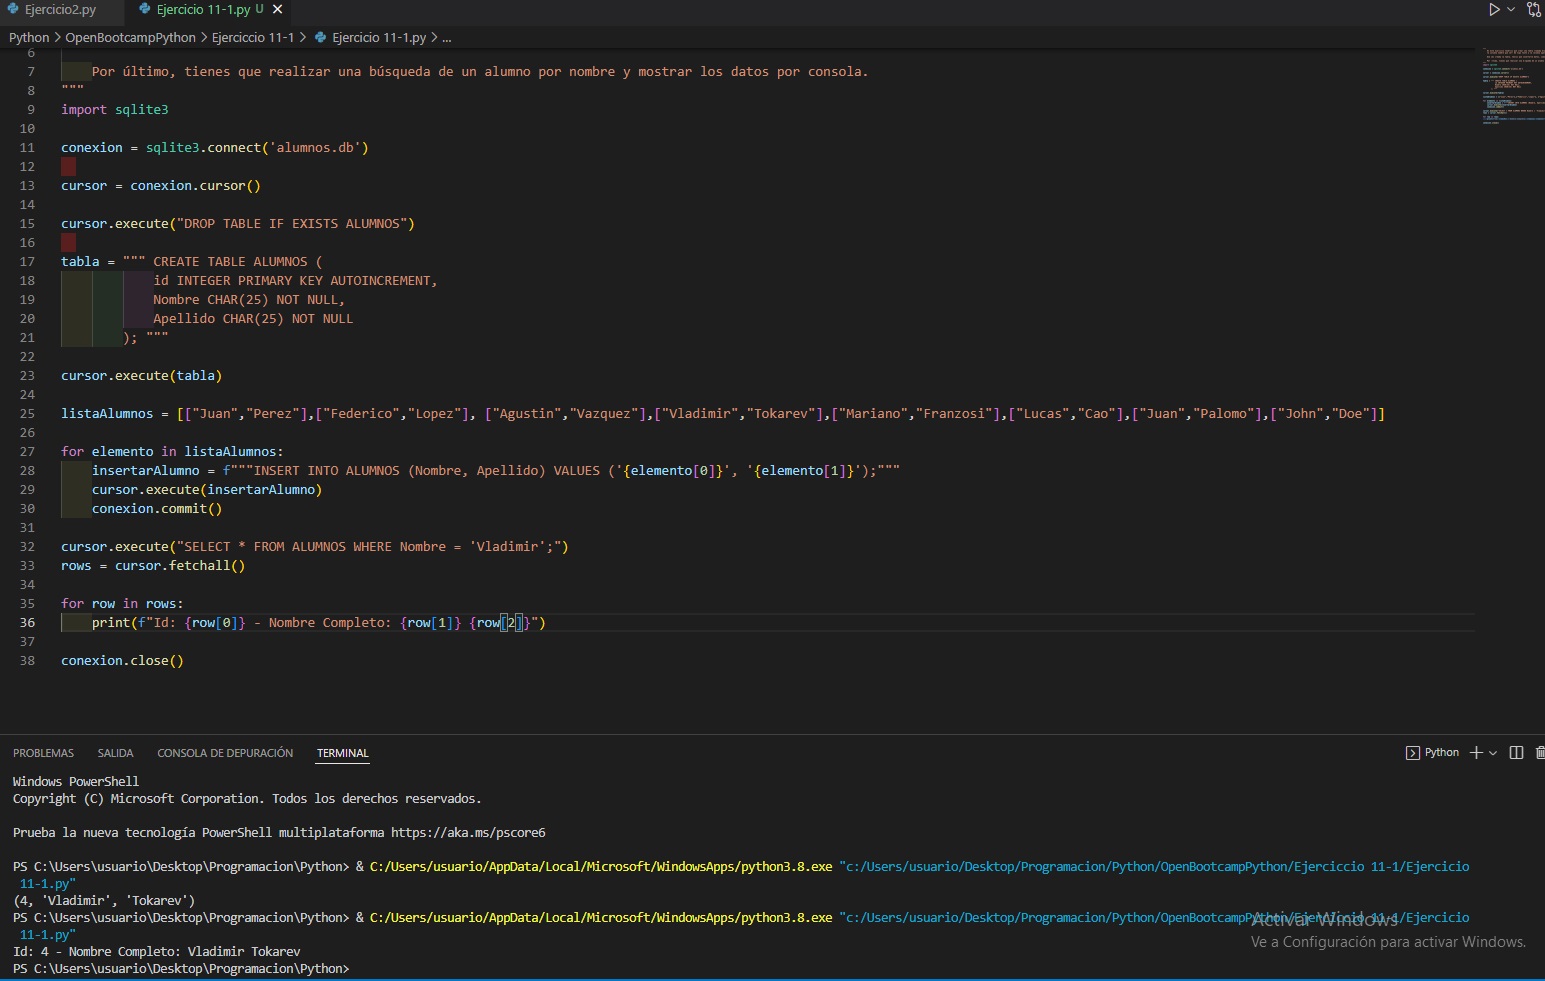 Ejercicio2.py
Ejercicio 11-1.py U
Python > OpenBootcampPython > Ejerciccio 11-1 > Ejercicio 11-1.py > ...
6
7 Por último, tienes que realizar una búsqueda de un alumno por nombre y mostrar los datos por consola.
8 """
9 import sqlite3
10
11 conexion = sqlite3.connect('alumnos.db')
12
13 cursor = conexion.cursor()
14
15 cursor.execute("DROP TABLE IF EXISTS ALUMNOS")
16
17 tabla = """ CREATE TABLE ALUMNOS (
18 id INTEGER PRIMARY KEY AUTOINCREMENT,
19 Nombre CHAR(25) NOT NULL,
20 Apellido CHAR(25) NOT NULL
21 ); """
22
23 cursor.execute(tabla)
24
25 listaAlumnos = [["Juan","Perez"],["Federico","Lopez"], ["Agustin","Vazquez"],["Vladimir","Tokarev"],["Mariano","Franzosi"],["Lucas","Cao"],["Juan","Palomo"],["John","Doe"]]
26
27 for elemento in listaAlumnos:
28 insertarAlumno = f"""INSERT INTO ALUMNOS (Nombre, Apellido) VALUES ('{elemento[0]}', '{elemento[1]}');"""
29 cursor.execute(insertarAlumno)
30 conexion.commit()
31
32 cursor.execute("SELECT * FROM ALUMNOS WHERE Nombre = 'Vladimir';")
33 rows = cursor.fetchall()
34
35 for row in rows:
36 print(f"Id: {row[0]} - Nombre Completo: {row[1]} {row[2]}")
37
38 conexion.close()
PROBLEMAS SALIDA CONSOLA DE DEPURACIÓN TERMINAL
Python
Windows PowerShell
Copyright (C) Microsoft Corporation. Todos los derechos reservados.
Prueba la nueva tecnología PowerShell multiplataforma https://aka.ms/pscore6
PS C:\Users\usuario\Desktop\Programacion\Python> & C:/Users/usuario/AppData/Local/Microsoft/WindowsApps/python3.8.exe "c:/Users/usuario/Desktop/Programacion/Python/OpenBootcampPython/Ejerciccio 11-1/Ejercicio
11-1.py"
(4, 'Vladimir', 'Tokarev')
PS C:\Users\usuario\Desktop\Programacion\Python> & C:/Users/usuario/AppData/Local/Microsoft/WindowsApps/python3.8.exe "c:/Users/usuario/Desktop/Programacion/Python/OpenBootcampPython/Ejerciccio 11-1/Ejercicio
11-1.py"
Id: 4 - Nombre Completo: Vladimir Tokarev
PS C:\Users\usuario\Desktop\Programacion\Python>
Activar Windows
Ve a Configuración para activar Windows.